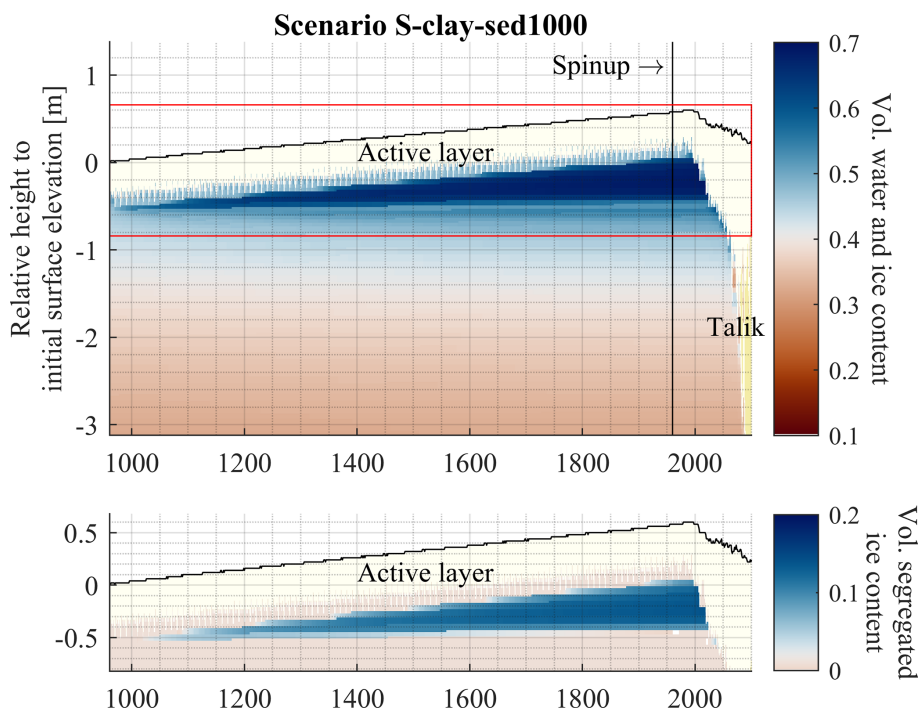 Scenario S-clay-sed1000
Relative height to
initial surface elevation [m]
1
0
-1
-2
-3
Spinup →
Active layer
Talik
1000 1200 1400 1600 1800 2000
0.7
0.6
0.5
0.4
0.3
0.2
0.1
Vol. water and ice content
0.5
0
-0.5
Active layer
1000 1200 1400 1600 1800 2000
0.2
0.1
0
Vol. segregated
ice content